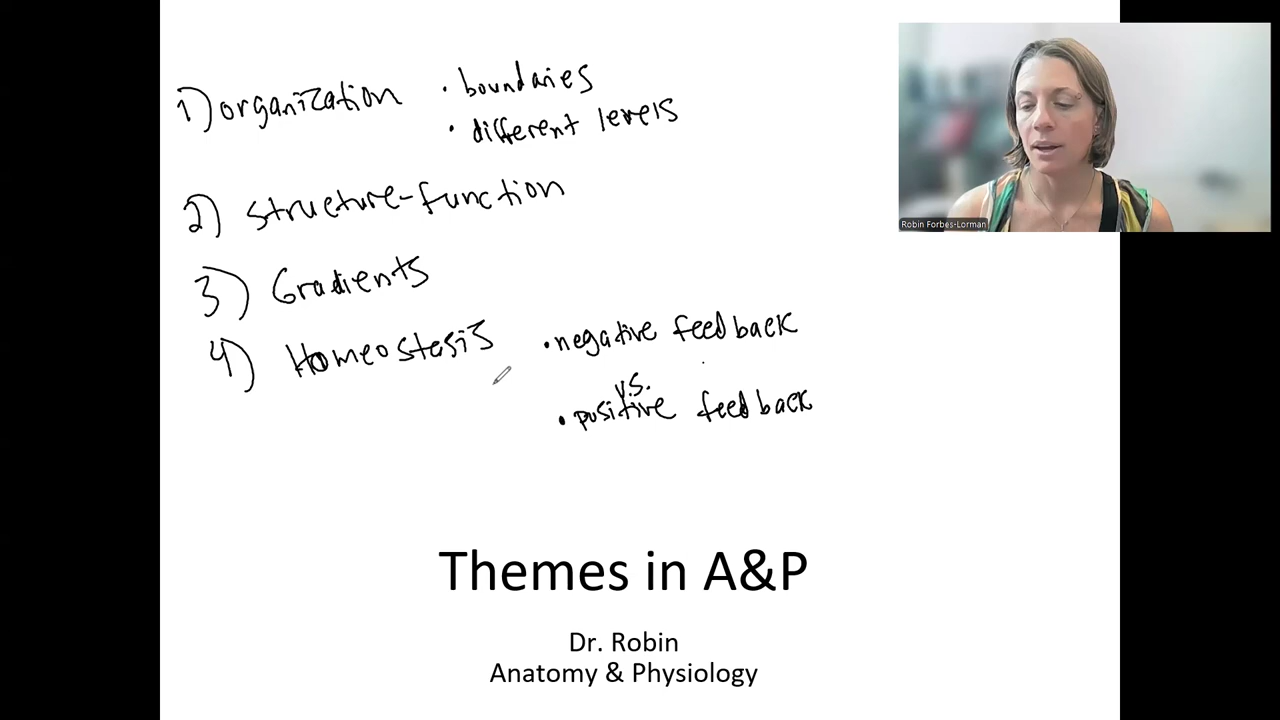 1) organization • boundaries
• different levels
2) structure-function
3) Gradients
4) Homeostasis • negative feedback
v.s.
• positive feedback
Robin Forbes-Lorman
Themes in A&P
Dr. Robin
Anatomy & Physiology